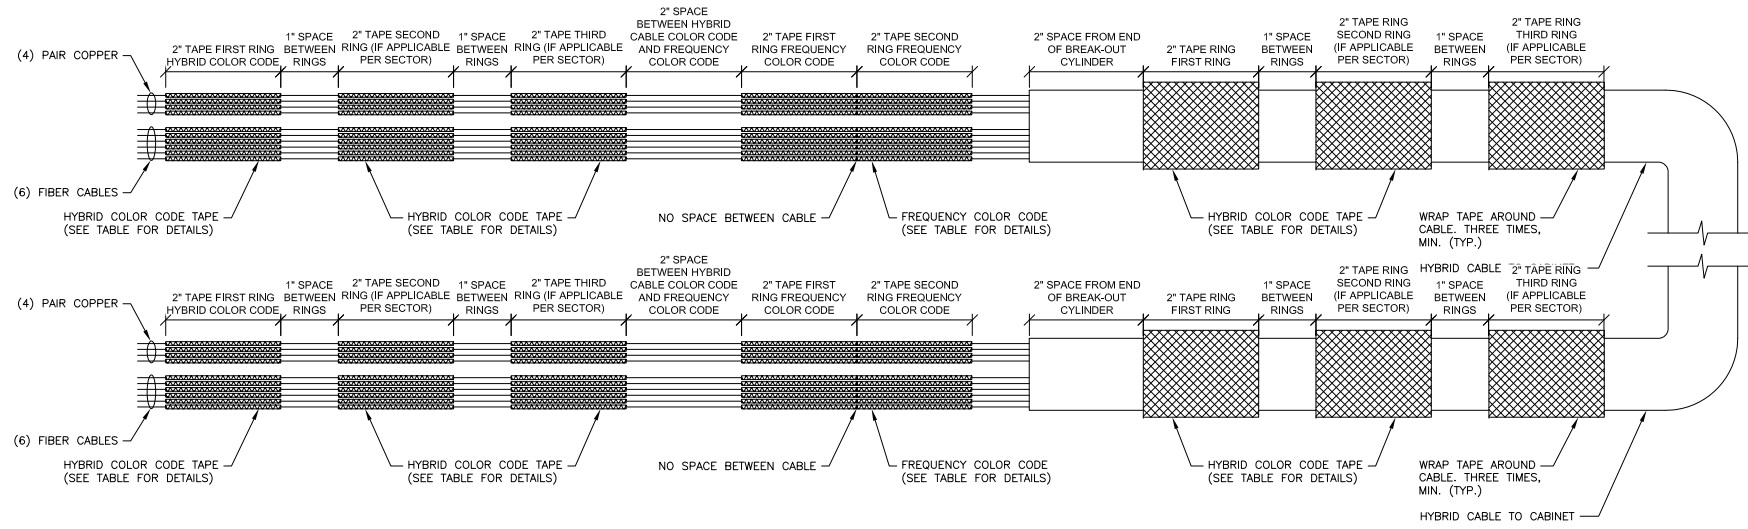 (4) PAIR COPPER
2" TAPE FIRST RING
HYBRID COLOR CODE
1" SPACE
BETWEEN
RINGS
2" TAPE SECOND
RING (IF APPLICABLE
PER SECTOR)
1" SPACE
BETWEEN
RINGS
2" TAPE THIRD
RING (IF APPLICABLE
PER SECTOR)
2" SPACE
BETWEEN HYBRID
CABLE COLOR CODE
AND FREQUENCY
COLOR CODE
2" TAPE FIRST
RING FREQUENCY
COLOR CODE
2" TAPE SECOND
RING FREQUENCY
COLOR CODE
2" SPACE FROM END
OF BREAK-OUT
CYLINDER
2" TAPE RING
FIRST RING
1" SPACE
BETWEEN
RINGS
2" TAPE RING
SECOND RING
(IF APPLICABLE
PER SECTOR)
1" SPACE
BETWEEN
RINGS
2" TAPE RING
THIRD RING
(IF APPLICABLE
PER SECTOR)
(6) FIBER CABLES
HYBRID COLOR CODE TAPE
(SEE TABLE FOR DETAILS)
HYBRID COLOR CODE TAPE
(SEE TABLE FOR DETAILS)
NO SPACE BETWEEN CABLE
FREQUENCY COLOR CODE
(SEE TABLE FOR DETAILS)
HYBRID COLOR CODE TAPE
(SEE TABLE FOR DETAILS)
WRAP TAPE AROUND
CABLE. THREE TIMES,
MIN. (TYP.)
HYBRID CABLE TO CABINET
(4) PAIR COPPER
2" TAPE FIRST RING
HYBRID COLOR CODE
1" SPACE
BETWEEN
RINGS
2" TAPE SECOND
RING (IF APPLICABLE
PER SECTOR)
1" SPACE
BETWEEN
RINGS
2" TAPE THIRD
RING (IF APPLICABLE
PER SECTOR)
2" SPACE
BETWEEN HYBRID
CABLE COLOR CODE
AND FREQUENCY
COLOR CODE
2" TAPE FIRST
RING FREQUENCY
COLOR CODE
2" TAPE SECOND
RING FREQUENCY
COLOR CODE
2" SPACE FROM END
OF BREAK-OUT
CYLINDER
2" TAPE RING
FIRST RING
1" SPACE
BETWEEN
RINGS
2" TAPE RING
SECOND RING
(IF APPLICABLE
PER SECTOR)
1" SPACE
BETWEEN
RINGS
2" TAPE RING
THIRD RING
(IF APPLICABLE
PER SECTOR)
(6) FIBER CABLES
HYBRID COLOR CODE TAPE
(SEE TABLE FOR DETAILS)
HYBRID COLOR CODE TAPE
(SEE TABLE FOR DETAILS)
NO SPACE BETWEEN CABLE
FREQUENCY COLOR CODE
(SEE TABLE FOR DETAILS)
HYBRID COLOR CODE TAPE
(SEE TABLE FOR DETAILS)
WRAP TAPE AROUND
CABLE. THREE TIMES,
MIN. (TYP.)
HYBRID CABLE TO CABINET